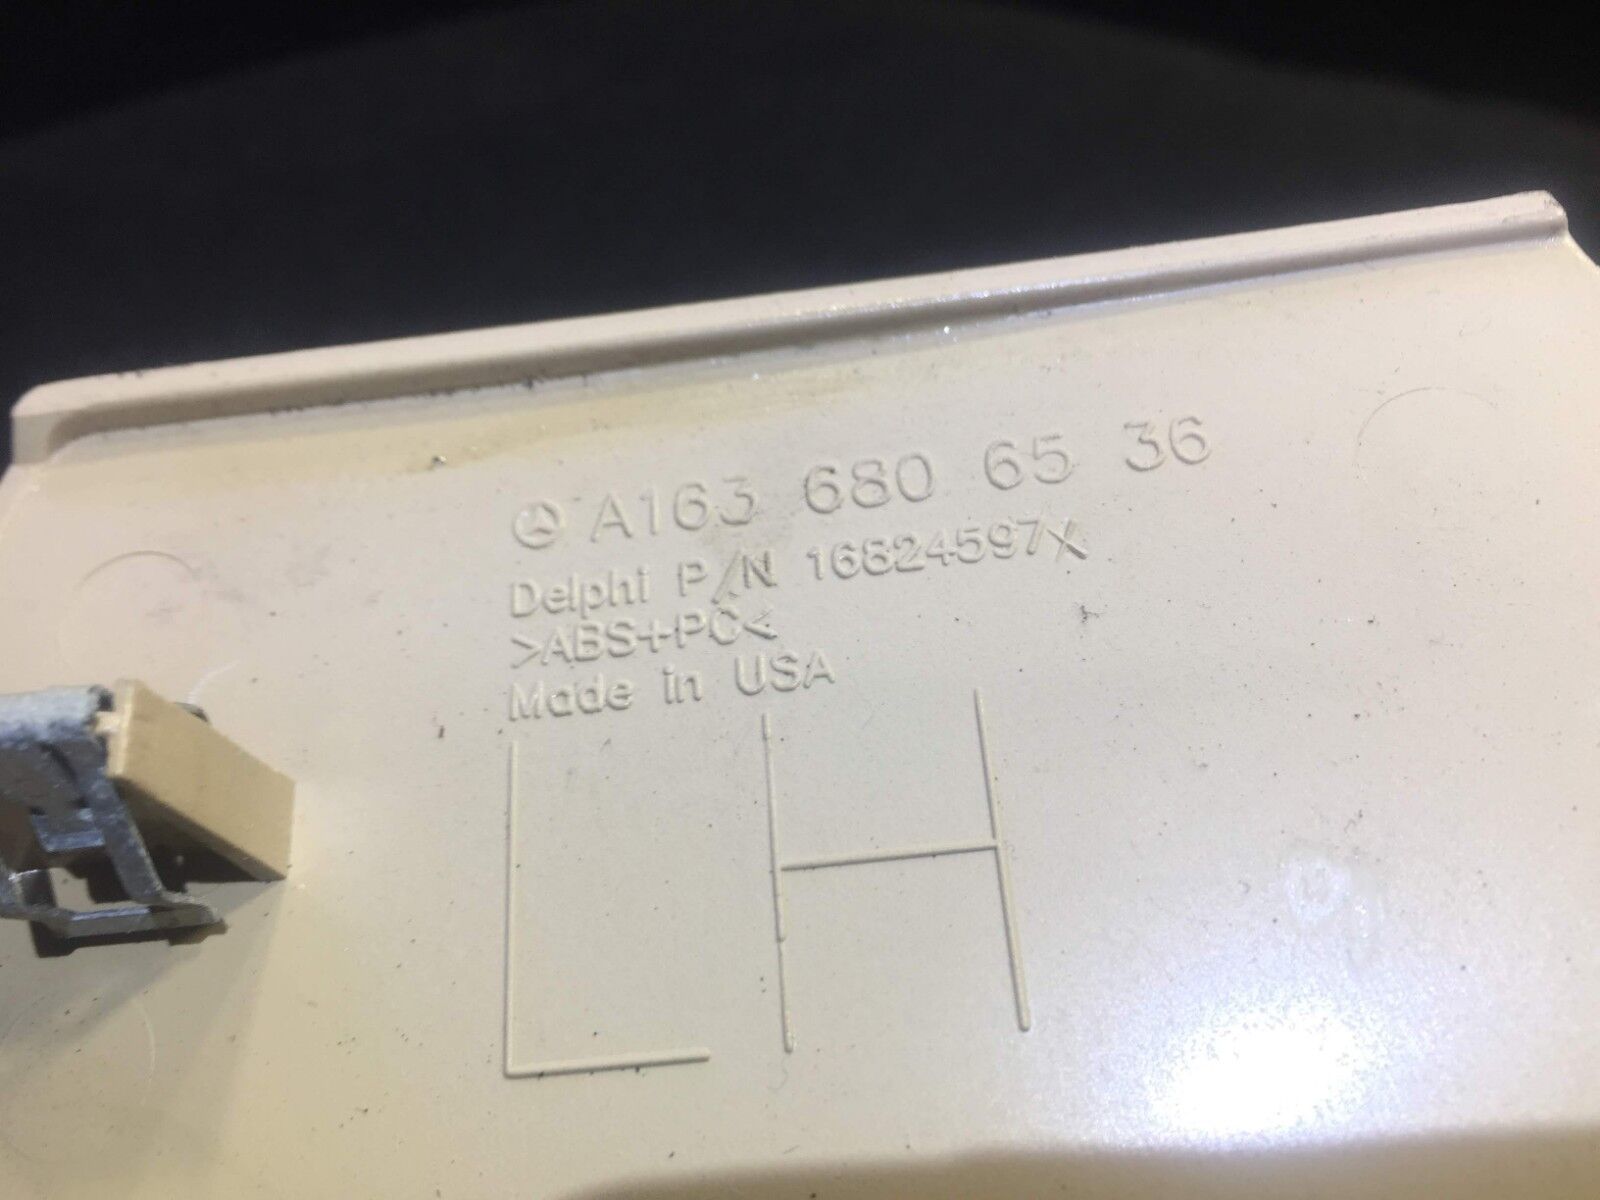 A163 680 65 36
Delphi P/N 16824597X
>ABS+PC<
Made in USA
LH